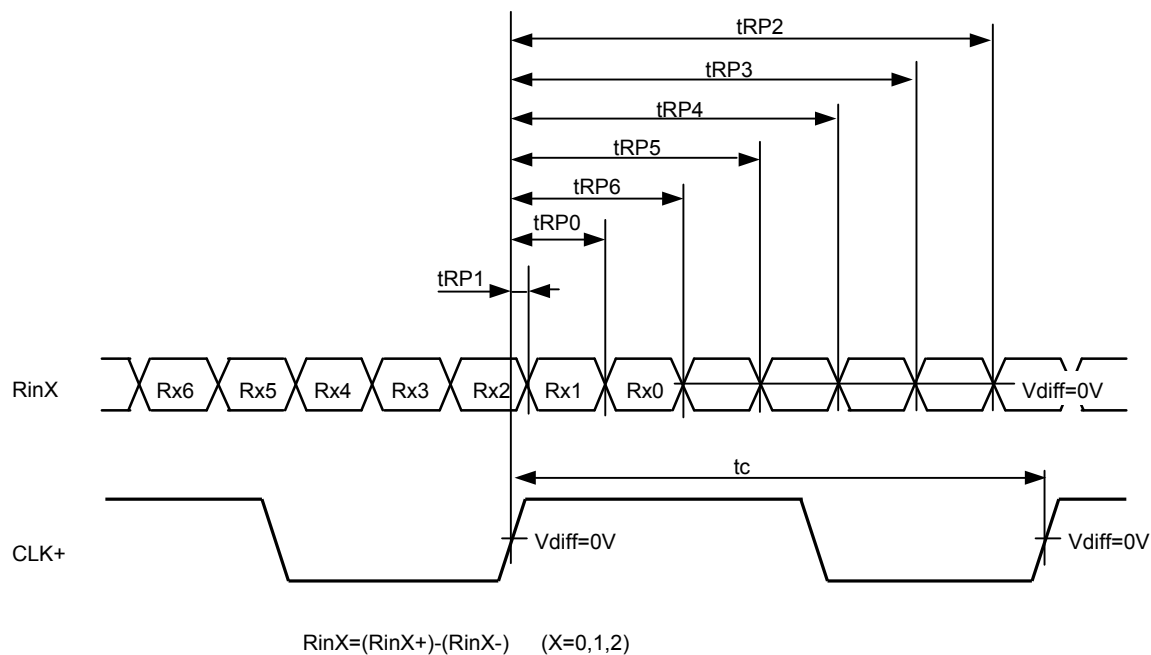 tRP2
tRP3
tRP4
tRP5
tRP6
tRP0
tRP1
RinX Rx6 Rx5 Rx4 Rx3 Rx2 Rx1 Rx0 Vdiff=0V
tc
CLK+ Vdiff=0V Vdiff=0V
RinX=(RinX+)-(RinX-) (X=0,1,2)